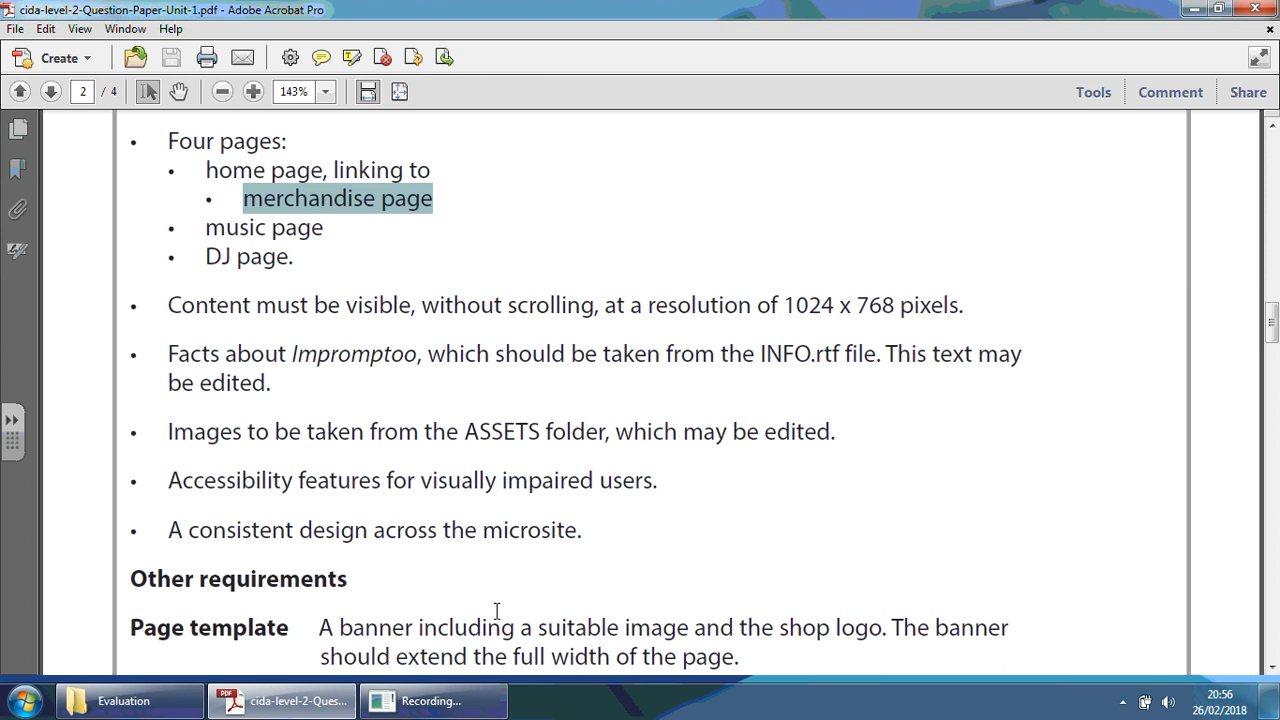 cida-level-2-Question-Paper-Unit-1.pdf - Adobe Acrobat Pro
File Edit View Window Help
Create
2 / 4 143% Tools Comment Share
• Four pages:
• home page, linking to
• merchandise page
• music page
• DJ page.
• Content must be visible, without scrolling, at a resolution of 1024 x 768 pixels.
• Facts about Impromptoo, which should be taken from the INFO.rtf file. This text may
be edited.
• Images to be taken from the ASSETS folder, which may be edited.
• Accessibility features for visually impaired users.
• A consistent design across the microsite.
Other requirements
Page template A banner including a suitable image and the shop logo. The banner
should extend the full width of the page.
Evaluation cida-level-2-Ques... Recording... 20:56
26/02/2018